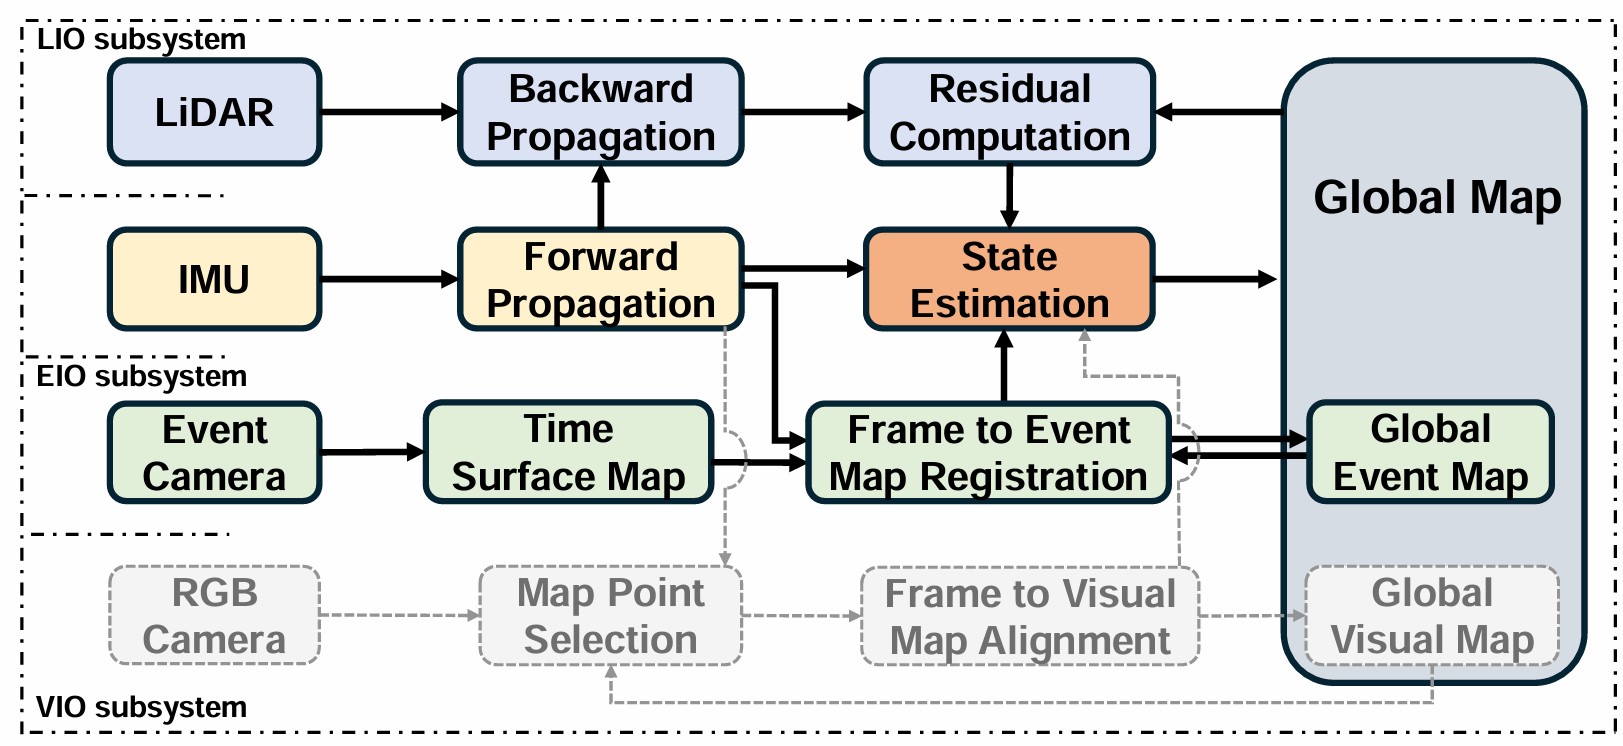 LIO subsystem
LiDAR
Backward
Propagation
Residual
Computation
Global Map
IMU
Forward
Propagation
State
Estimation
EIO subsystem
Event
Camera
Time
Surface Map
Frame to Event
Map Registration
Global
Event Map
RGB
Camera
Map Point
Selection
Frame to Visual
Map Alignment
Global
Visual Map
VIO subsystem